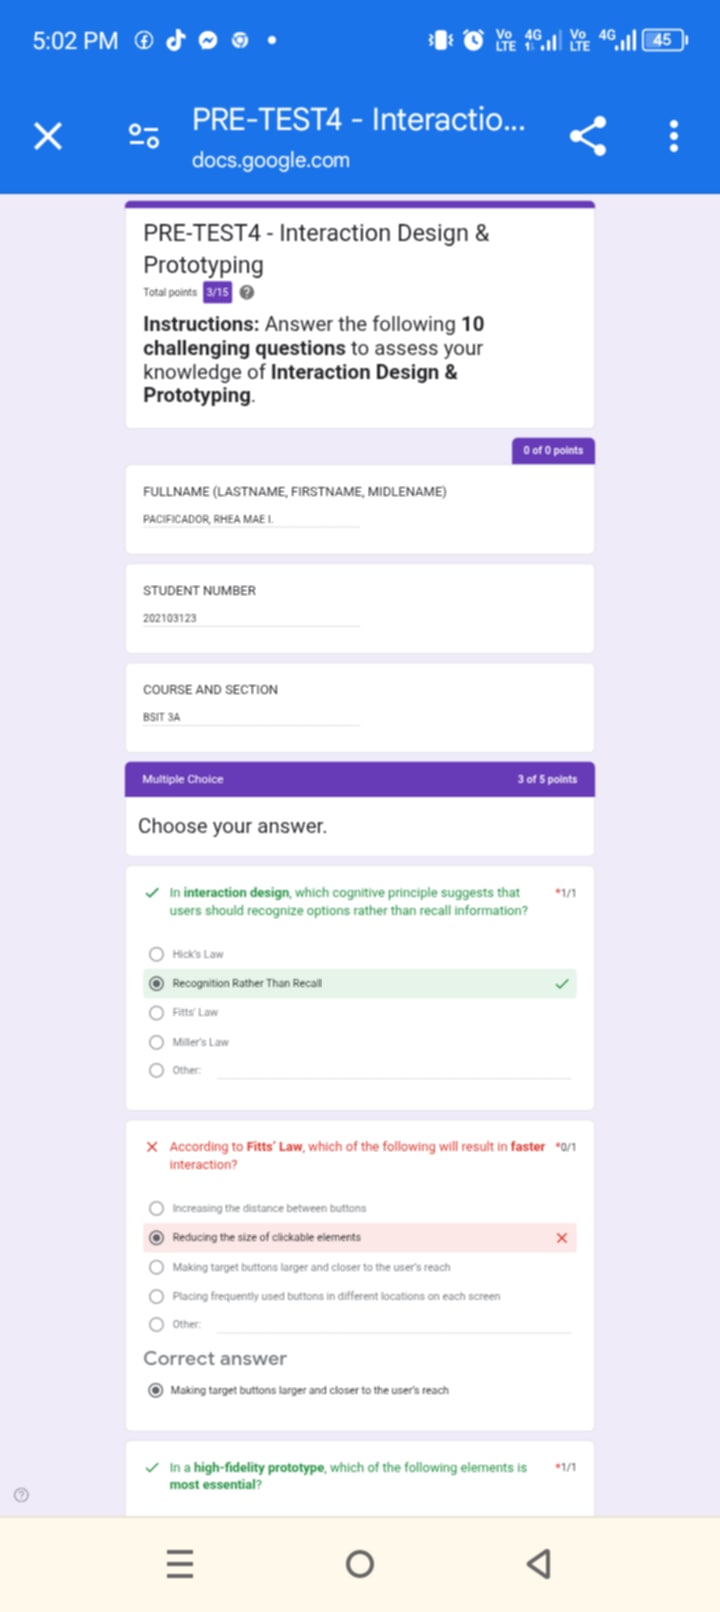 5:02 PM
Vo LTE 4G Vo LTE 4G 45
PRE-TEST4 - Interactio...
docs.google.com
PRE-TEST4 - Interaction Design &
Prototyping
Total points 3/15 ?
Instructions: Answer the following 10
challenging questions to assess your
knowledge of Interaction Design &
Prototyping.
0 of 0 points
FULLNAME (LASTNAME, FIRSTNAME, MIDLENAME)
PACIFICADOR, RHEA MAE I.
STUDENT NUMBER
202103123
COURSE AND SECTION
BSIT 3A
Multiple Choice 3 of 5 points
Choose your answer.
In interaction design, which cognitive principle suggests that *1/1
users should recognize options rather than recall information?
Hick's Law
Recognition Rather Than Recall
Fitts' Law
Miller's Law
Other:
According to Fitts' Law, which of the following will result in faster *0/1
interaction?
Increasing the distance between buttons
Reducing the size of clickable elements
Making target buttons larger and closer to the user's reach
Placing frequently used buttons in different locations on each screen
Other:
Correct answer
Making target buttons larger and closer to the user's reach
In a high-fidelity prototype, which of the following elements is *1/1
most essential?